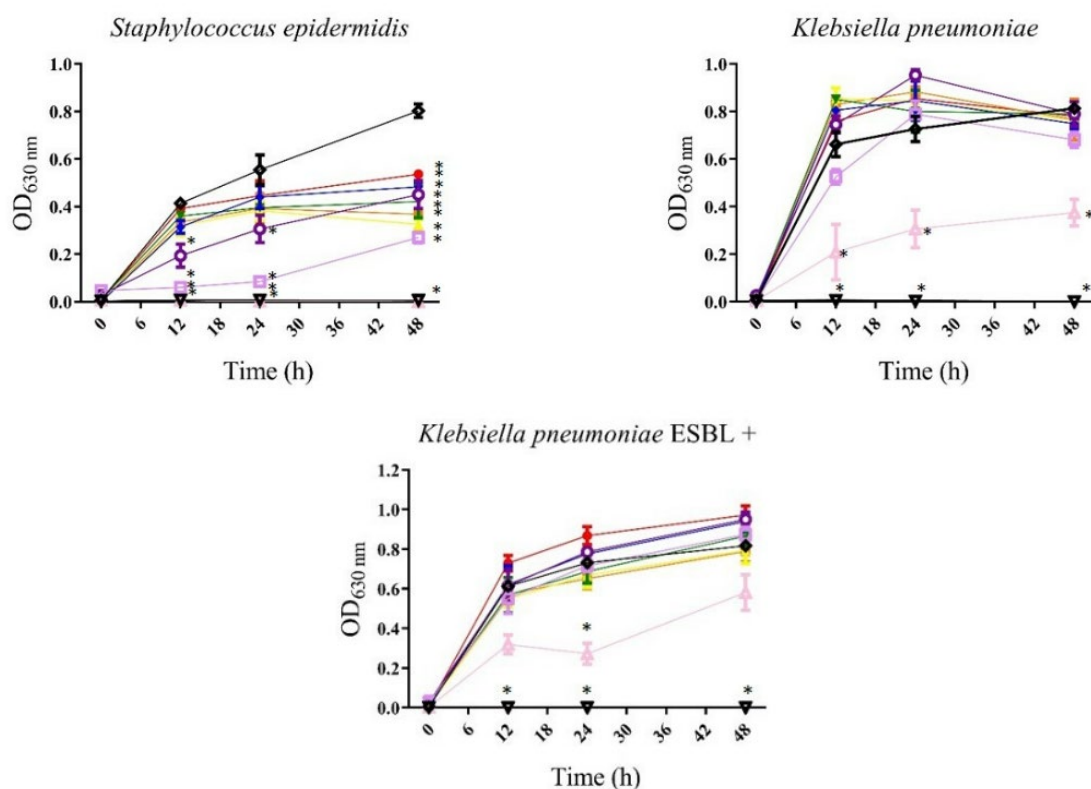 Staphylococcus epidermidis
1.0
0.8
0.6
0.4
0.2
0.0
OD630 nm
*
* * *
*
* * *
* * * * * * *
*
0 6 12 18 24 30 36 42 48
Time (h)
Klebsiella pneumoniae
1.0
0.8
0.6
0.4
0.2
0.0
OD630 nm
* * *
* * *
0 6 12 18 24 30 36 42 48
Time (h)
Klebsiella pneumoniae ESBL +
1.2
1.0
0.8
0.6
0.4
0.2
0.0
OD630 nm
*
* * *
0 6 12 18 24 30 36 42 48
Time (h)